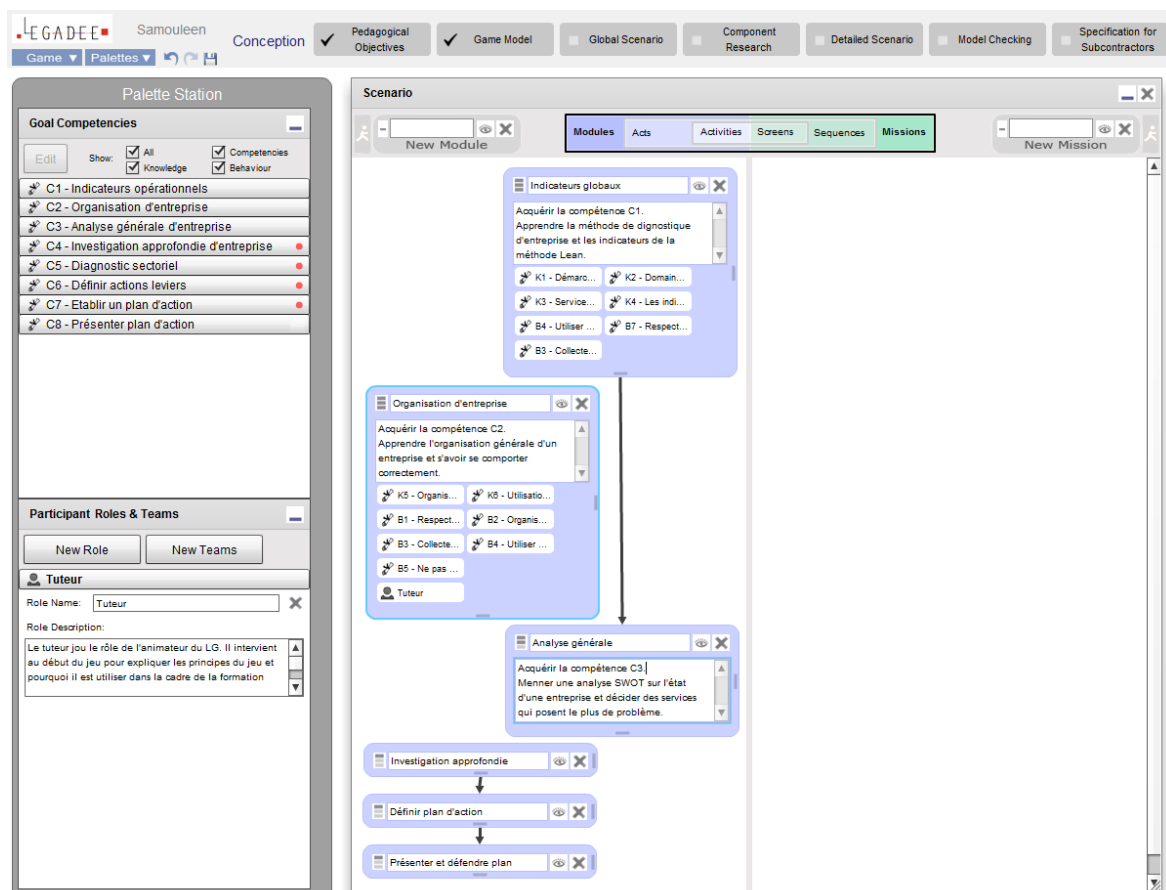 LEGADEE
Samouleen
Conception
Game ▼
Palettes ▼
Pedagogical
Objectives
Game Model
Global Scenario
Component
Research
Detailed Scenario
Model Checking
Specification for
Subcontractors
Palette Station
Goal Competencies
Edit
Show:
All
Competencies
Knowledge
Behaviour
C1 - Indicateurs opérationnels
C2 - Organisation d'entreprise
C3 - Analyse générale d'entreprise
C4 - Investigation approfondie d'entreprise
C5 - Diagnostic sectoriel
C6 - Définir actions leviers
C7 - Etablir un plan d'action
C8 - Présenter plan d'action
Participant Roles & Teams
New Role
New Teams
Tuteur
Role Name:
Tuteur
Role Description:
Le tuteur jou le rôle de l'animateur du LG. Il intervient
au début du jeu pour expliquer les principes du jeu et
pourquoi il est utiliser dans la cadre de la formation
Scenario
New Module
Modules
Acts
Activities
Screens
Sequences
Missions
New Mission
Indicateurs globaux
Acquérir la compétence C1.
Apprendre la méthode de dignostique
d'entreprise et les indicateurs de la
méthode Lean.
K1 - Démarc...
K2 - Domain...
K3 - Service...
K4 - Les indi...
B4 - Utiliser ...
B7 - Respect...
B3 - Collecte...
Organisation d'entreprise
Acquérir la compétence C2.
Apprendre l'organisation générale d'un
entreprise et s'avoir se comporter
correctement.
K5 - Organis...
K6 - Utilisatio...
B1 - Respect...
B2 - Organis...
B3 - Collecte...
B4 - Utiliser ...
B5 - Ne pas ...
Tuteur
Analyse générale
Acquérir la compétence C3.
Menner une analyse SWOT sur l'état
d'une entreprise et décider des services
qui posent le plus de problème.
Investigation approfondie
Définir plan d'action
Présenter et défendre plan